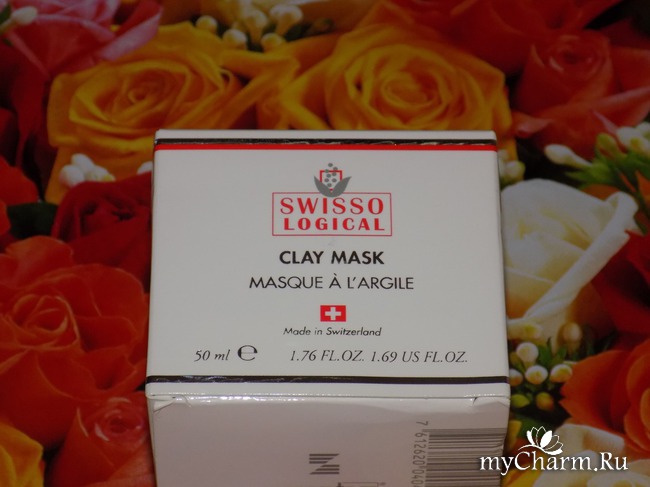 SWISSO
LOGICAL
CLAY MASK
MASQUE À L'ARGILE
Made in Switzerland
50 ml ℮ 1.76 FL.OZ. 1.69 US FL.OZ.
myCharm.Ru